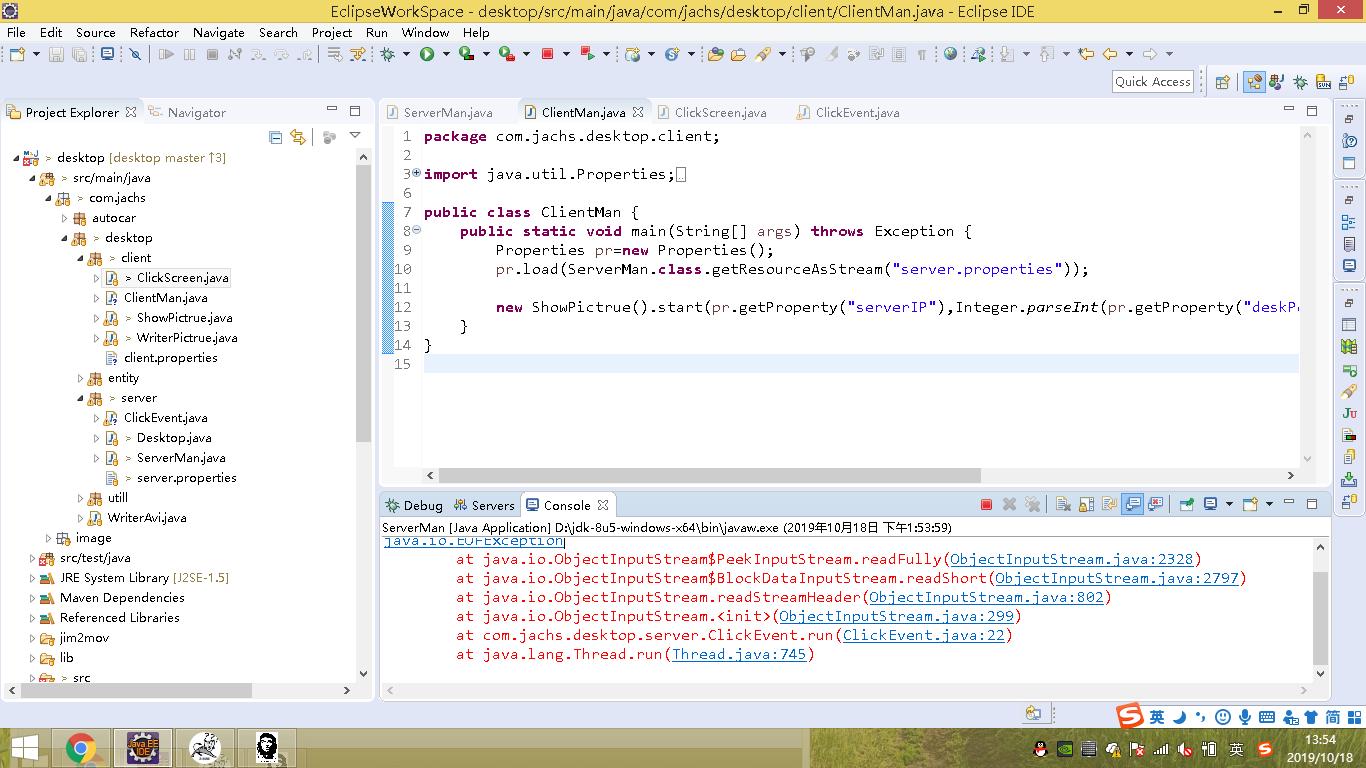 EclipseWorkSpace - desktop/src/main/java/com/jachs/desktop/client/ClientMan.java - Eclipse IDE
File Edit Source Refactor Navigate Search Project Run Window Help
Quick Access
Project Explorer Navigator
> desktop [desktop master ↑3]
> src/main/java
> com.jachs
autocar
> desktop
> client
> ClickScreen.java
ClientMan.java
> ShowPictrue.java
> WriterPictrue.java
client.properties
entity
> server
ClickEvent.java
> Desktop.java
> ServerMan.java
> server.properties
utill
WriterAvi.java
image
src/test/java
JRE System Library [J2SE-1.5]
Maven Dependencies
Referenced Libraries
jim2mov
lib
> src
ServerMan.java ClientMan.java ClickScreen.java ClickEvent.java
1 package com.jachs.desktop.client;
2
3 import java.util.Properties;
6
7 public class ClientMan {
8 public static void main(String[] args) throws Exception {
9 Properties pr=new Properties();
10 pr.load(ServerMan.class.getResourceAsStream("server.properties"));
11
12 new ShowPictrue().start(pr.getProperty("serverIP"),Integer.parseInt(pr.getProperty("deskP
13 }
14 }
15
Debug Servers Console
ServerMan [Java Application] D:\jdk-8u5-windows-x64\bin\javaw.exe (2019年10月18日 下午1:53:59)
java.io.EOFException
at java.io.ObjectInputStream$PeekInputStream.readFully(ObjectInputStream.java:2328)
at java.io.ObjectInputStream$BlockDataInputStream.readShort(ObjectInputStream.java:2797)
at java.io.ObjectInputStream.readStreamHeader(ObjectInputStream.java:802)
at java.io.ObjectInputStream.<init>(ObjectInputStream.java:299)
at com.jachs.desktop.server.ClickEvent.run(ClickEvent.java:22)
at java.lang.Thread.run(Thread.java:745)
英 简
Java EE IDE
英
13:54
2019/10/18